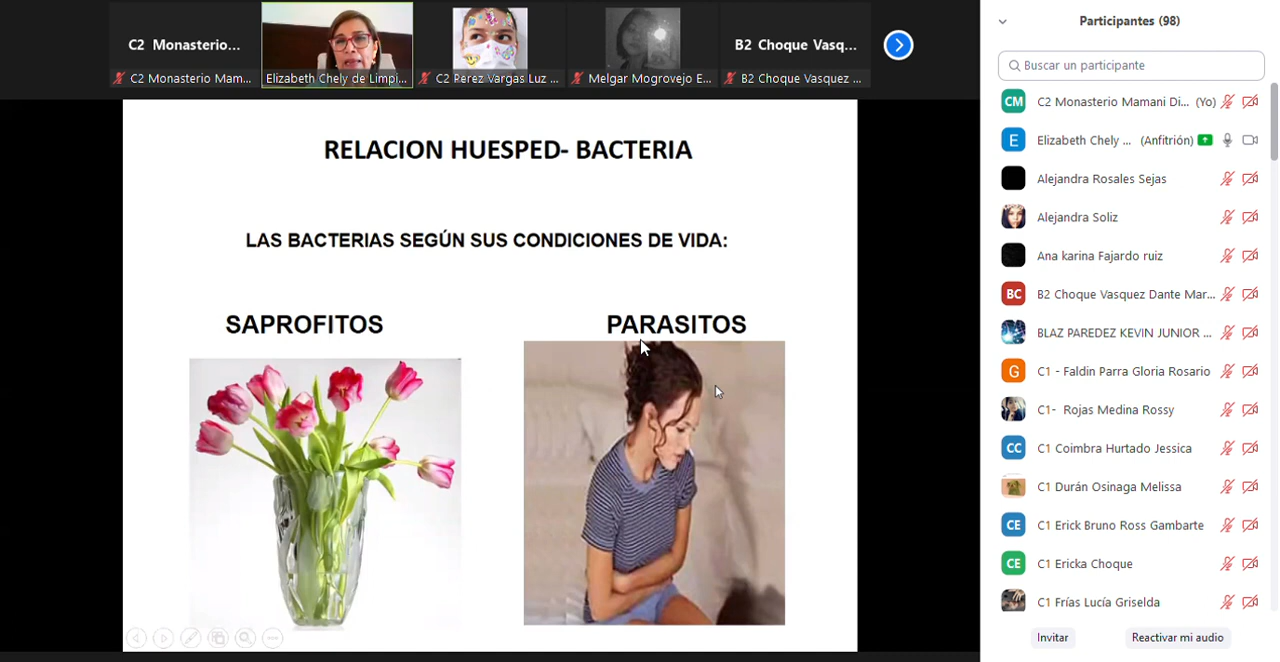 C2 Monasterio...
B2 Choque Vasq...
C2 Monasterio Mam...
Elizabeth Chely de Limpi...
C2 Perez Vargas Luz ...
Melgar Mogrovejo E...
B2 Choque Vasquez ...
RELACION HUESPED- BACTERIA
LAS BACTERIAS SEGÚN SUS CONDICIONES DE VIDA:
SAPROFITOS
PARASITOS
Participantes (98)
Buscar un participante
CM C2 Monasterio Mamani Di... (Yo)
E Elizabeth Chely ... (Anfitrión)
Alejandra Rosales Sejas
Alejandra Soliz
Ana karina Fajardo ruiz
BC B2 Choque Vasquez Dante Mar...
BLAZ PAREDEZ KEVIN JUNIOR ...
G C1 - Faldin Parra Gloria Rosario
C1- Rojas Medina Rossy
CC C1 Coimbra Hurtado Jessica
C1 Durán Osinaga Melissa
CE C1 Erick Bruno Ross Gambarte
CE C1 Ericka Choque
C1 Frías Lucía Griselda
Invitar
Reactivar mi audio